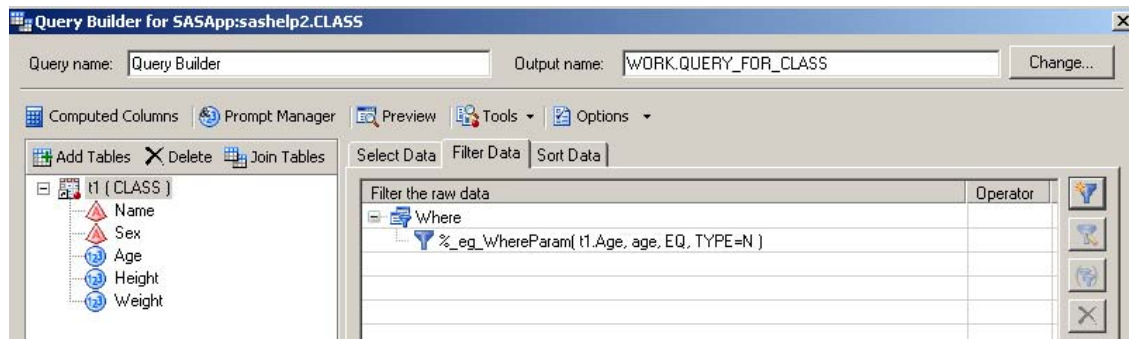 Query Builder for SASApp:sashelp2.CLASS
Query name: Query Builder Output name: WORK.QUERY_FOR_CLASS Change...
Computed Columns Prompt Manager Preview Tools Options
Add Tables Delete Join Tables Select Data Filter Data Sort Data
t1 ( CLASS ) Filter the raw data Operator
Name Where
Sex %_eg_WhereParam( t1.Age, age, EQ, TYPE=N )
Age
Height
Weight